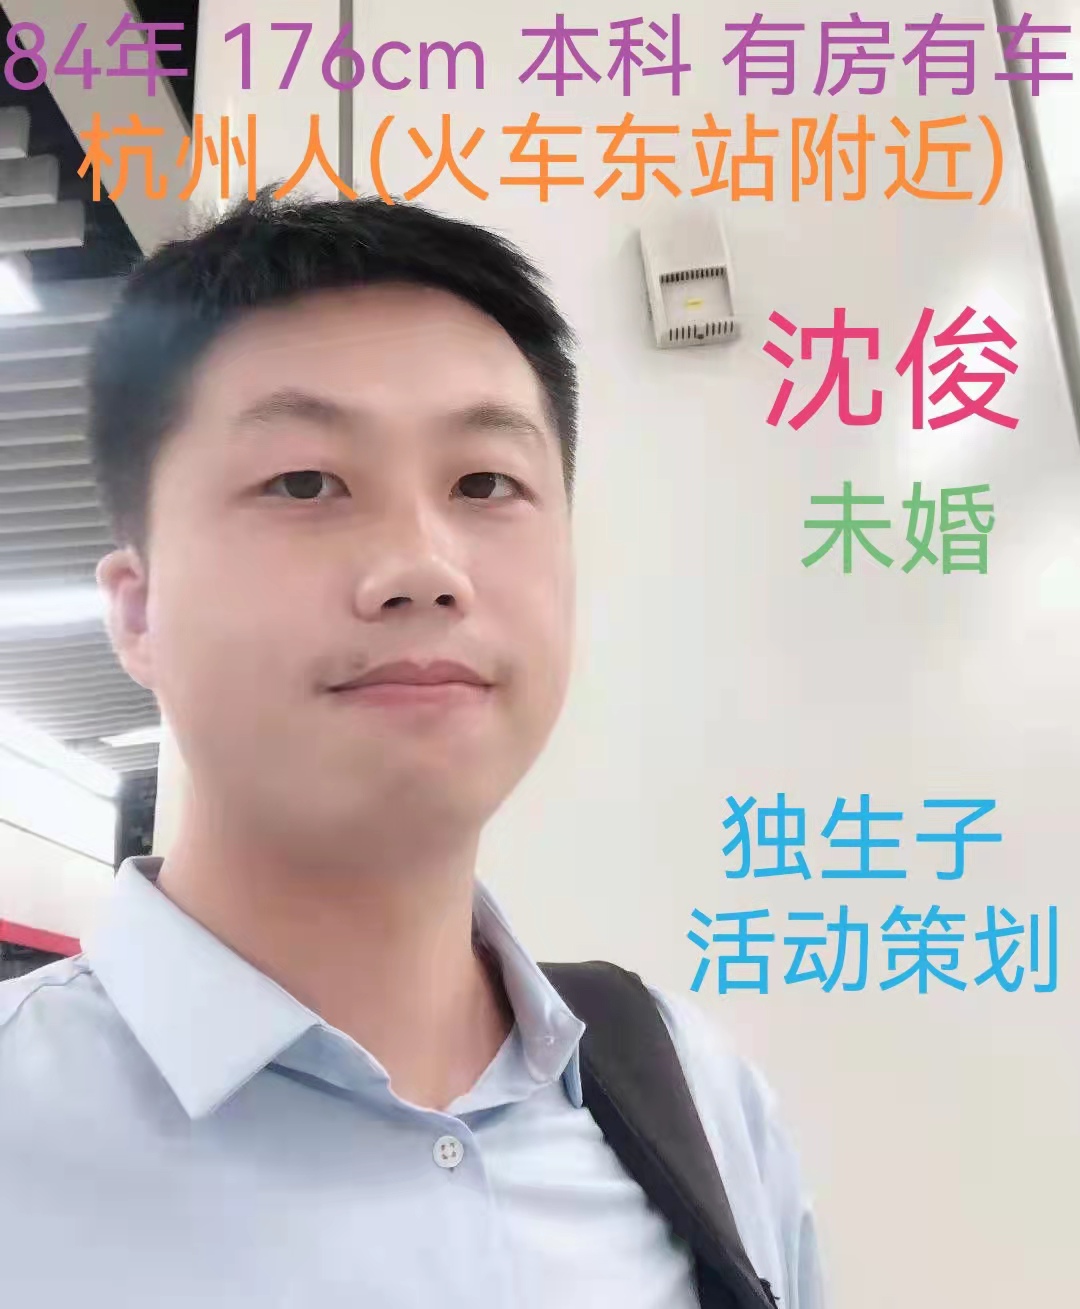 84年 176cm 本科 有房有车
杭州人(火车东站附近)
沈俊
未婚
独生子
活动策划